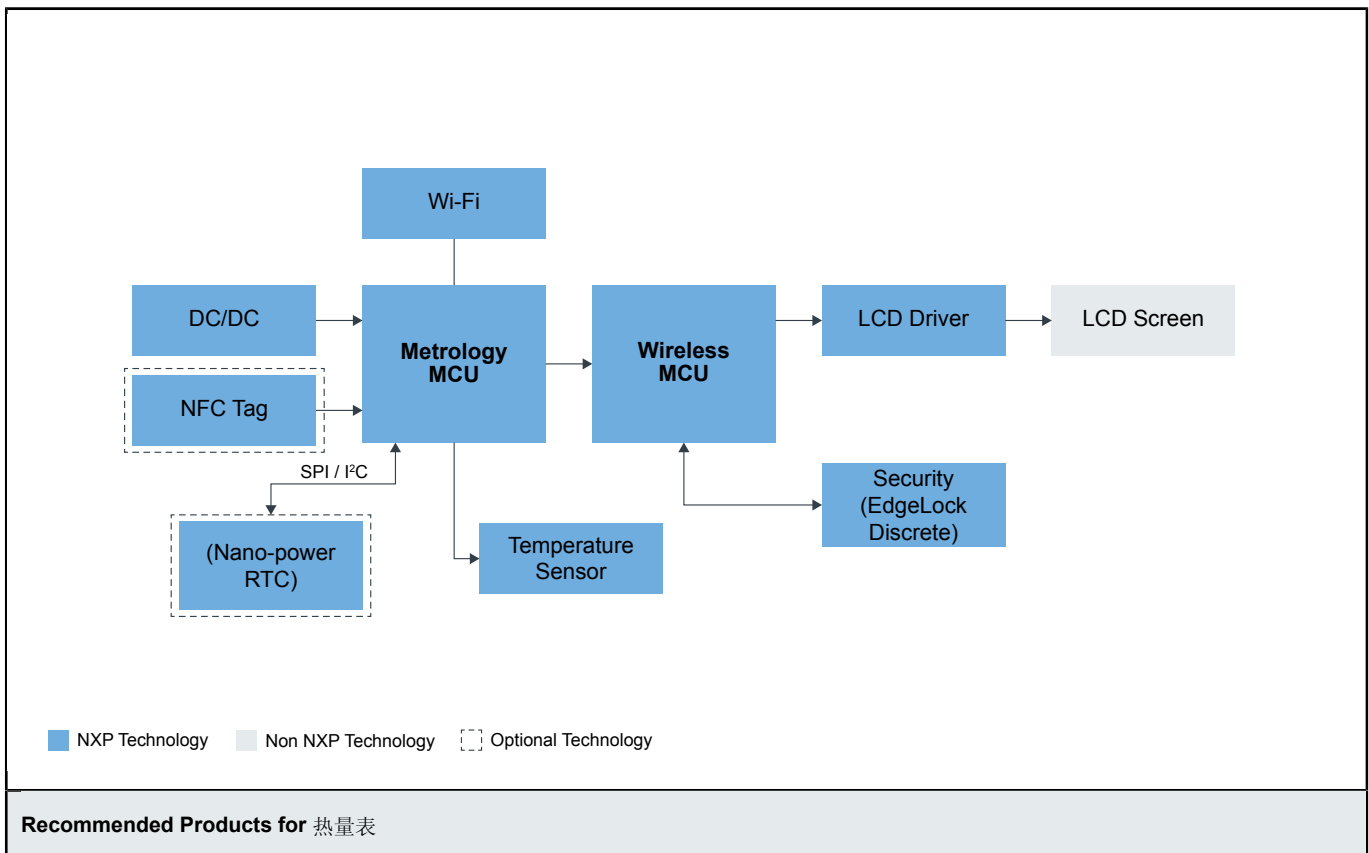 Wi-Fi
DC/DC
Metrology
MCU
Wireless
MCU
LCD Driver
LCD Screen
NFC Tag
SPI / I²C
(Nano-power
RTC)
Temperature
Sensor
Security
(EdgeLock
Discrete)
NXP Technology
Non NXP Technology
Optional Technology
Recommended Products for 热量表